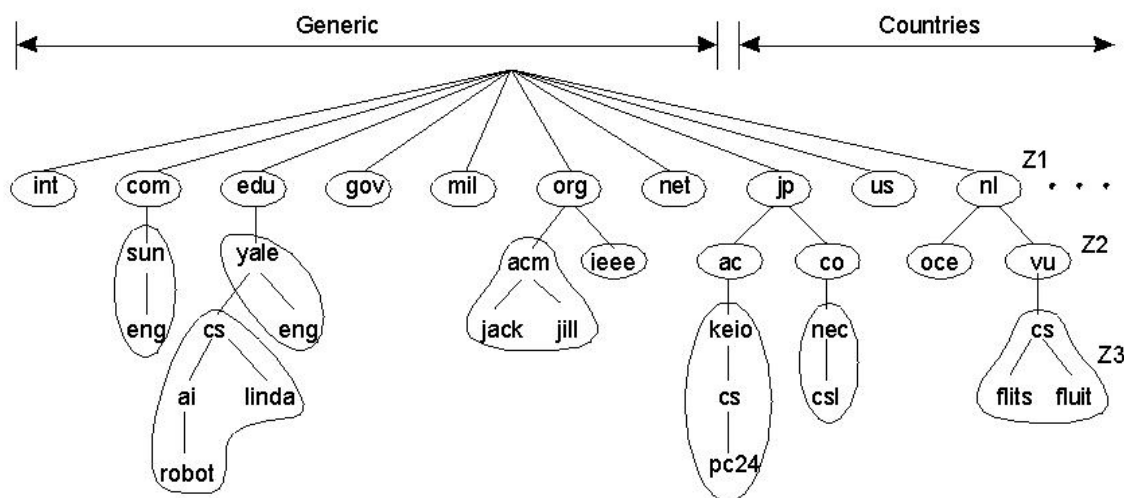 Generic Countries
Z1
int com edu gov mil org net jp us nl . . .
Z2
sun yale acm ieee ac co oce vu
eng cs eng jack jill keio nec cs
Z3
ai linda cs csl flits fluit
robot pc24